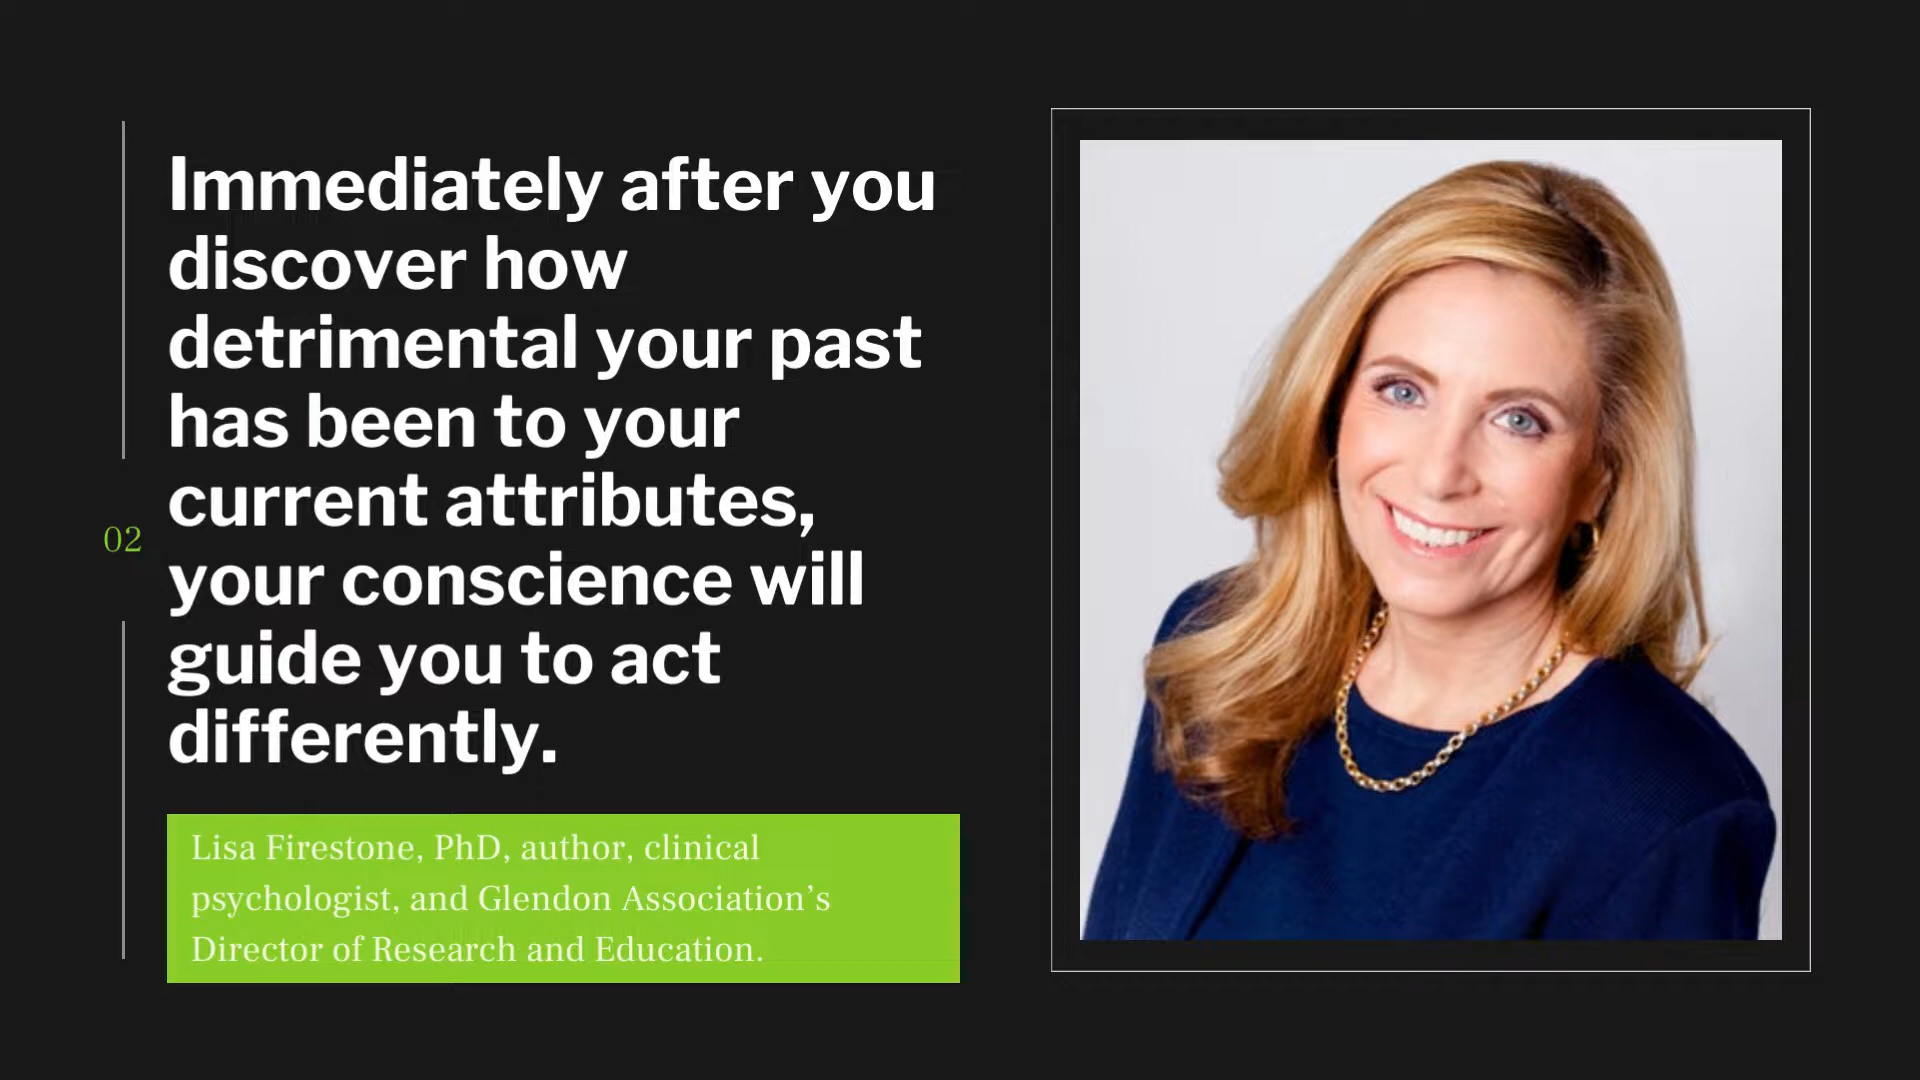 Immediately after you
discover how
detrimental your past
has been to your
current attributes,
your conscience will
guide you to act
differently.
02
Lisa Firestone, PhD, author, clinical
psychologist, and Glendon Association’s
Director of Research and Education.